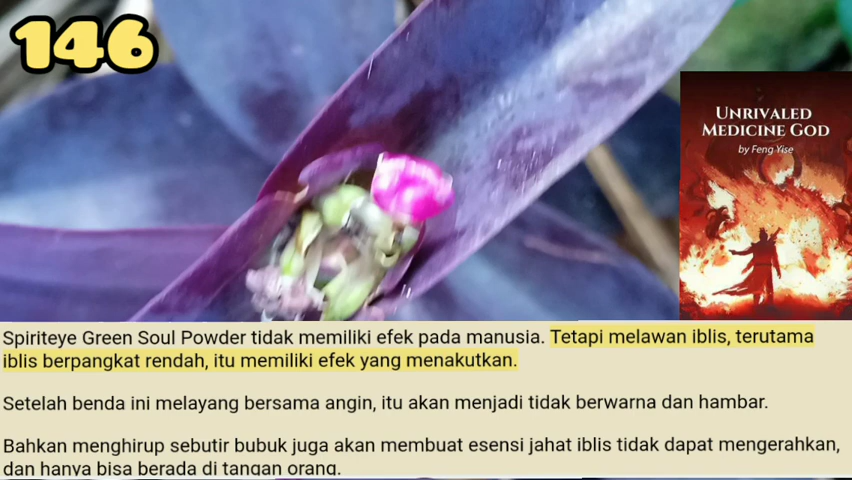 146
UNRIVALED
MEDICINE GOD
by Feng Yise
Spiriteye Green Soul Powder tidak memiliki efek pada manusia. Tetapi melawan iblis, terutama
iblis berpangkat rendah, itu memiliki efek yang menakutkan.
Setelah benda ini melayang bersama angin, itu akan menjadi tidak berwarna dan hambar.
Bahkan menghirup sebutir bubuk juga akan membuat esensi jahat iblis tidak dapat mengerahkan,
dan hanya bisa berada di tangan orang.